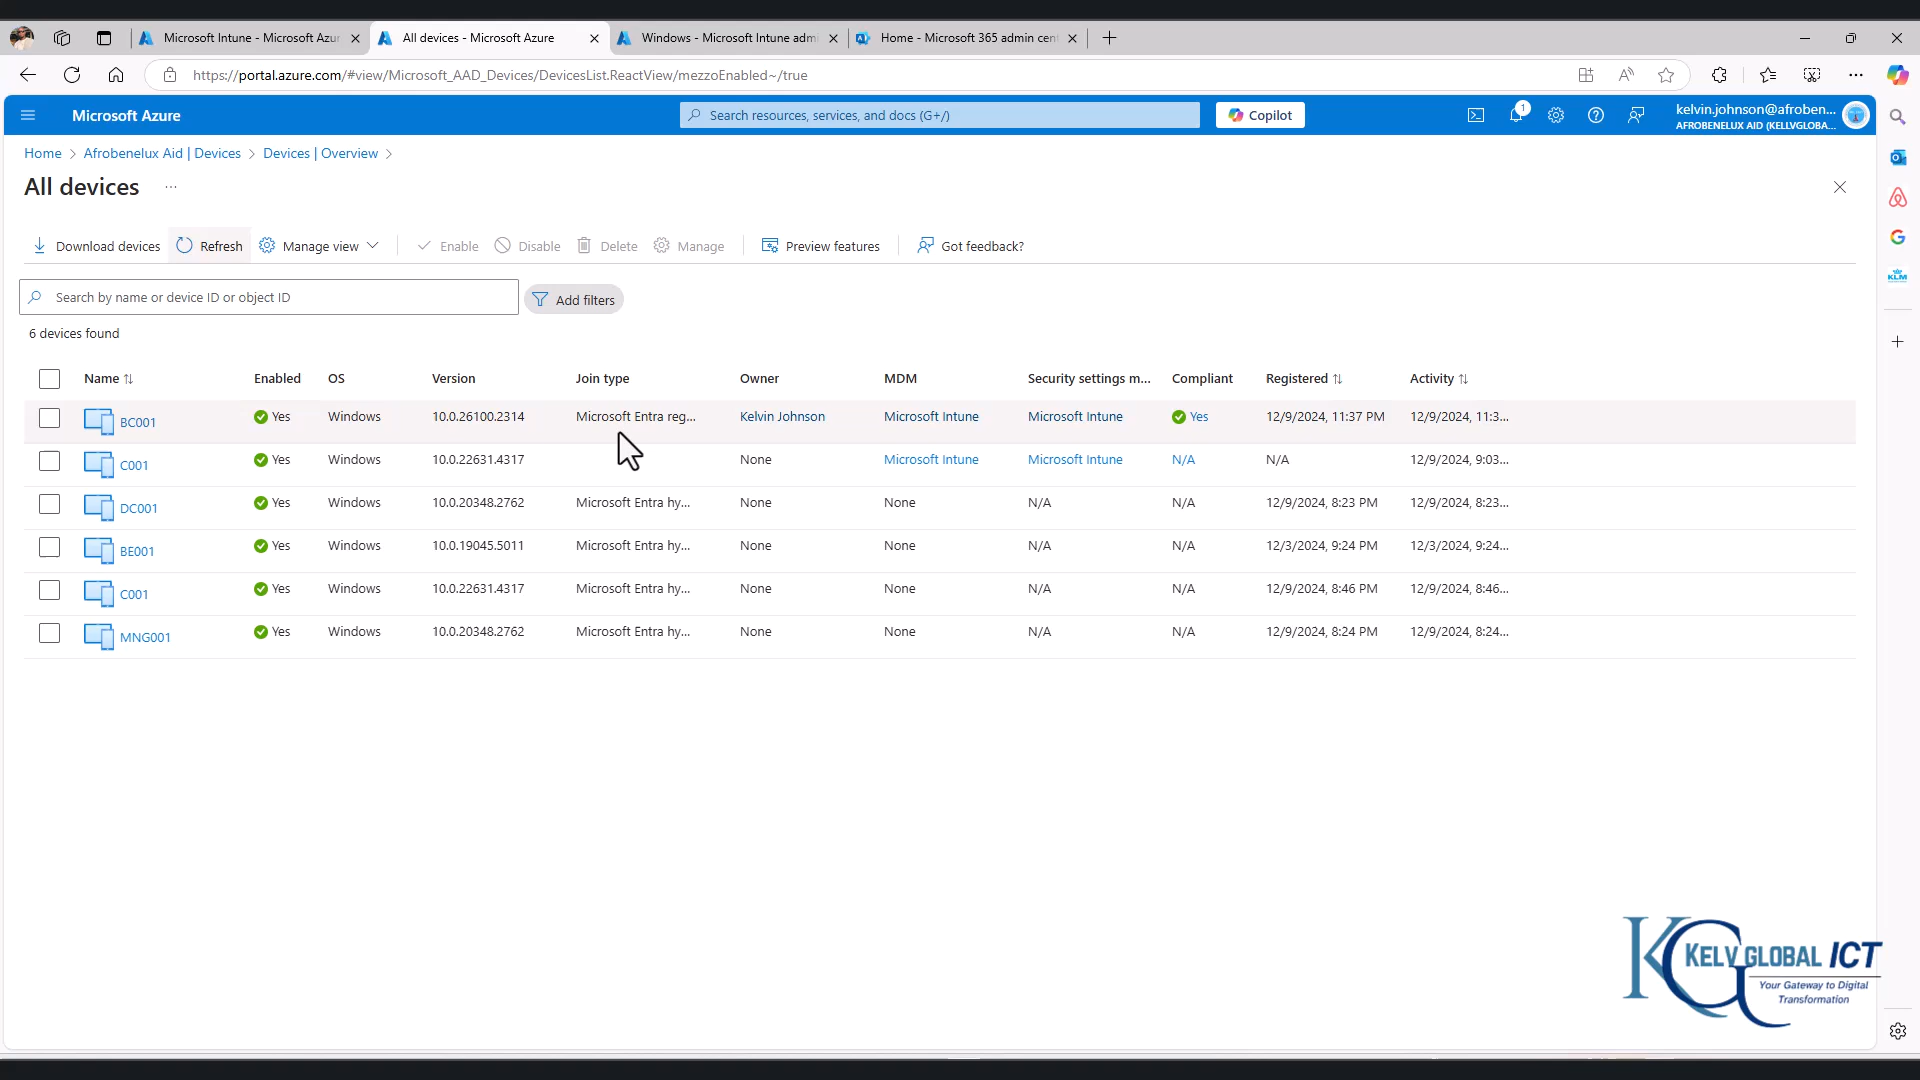 Microsoft Intune - Microsoft Azur
All devices - Microsoft Azure
Windows - Microsoft Intune adm
Home - Microsoft 365 admin cen
https://portal.azure.com/#view/Microsoft_AAD_Devices/DevicesList.ReactView/mezzoEnabled~/true
Microsoft Azure
Search resources, services, and docs (G+/)
Copilot
1
kelvin.johnson@afroben...
AFROBENELUX AID (KELLVGLOBA...
Home > Afrobenelux Aid | Devices > Devices | Overview >
All devices ...
Download devices Refresh Manage view Enable Disable Delete Manage Preview features Got feedback?
Search by name or device ID or object ID
Add filters
6 devices found
Name Enabled OS Version Join type Owner MDM Security settings m... Compliant Registered Activity
BC001 Yes Windows 10.0.26100.2314 Microsoft Entra reg... Kelvin Johnson Microsoft Intune Microsoft Intune Yes 12/9/2024, 11:37 PM 12/9/2024, 11:3...
C001 Yes Windows 10.0.22631.4317 None Microsoft Intune Microsoft Intune N/A N/A 12/9/2024, 9:03...
DC001 Yes Windows 10.0.20348.2762 Microsoft Entra hy... None None N/A N/A 12/9/2024, 8:23 PM 12/9/2024, 8:23...
BE001 Yes Windows 10.0.19045.5011 Microsoft Entra hy... None None N/A N/A 12/3/2024, 9:24 PM 12/3/2024, 9:24...
C001 Yes Windows 10.0.22631.4317 Microsoft Entra hy... None None N/A N/A 12/9/2024, 8:46 PM 12/9/2024, 8:46...
MNG001 Yes Windows 10.0.20348.2762 Microsoft Entra hy... None None N/A N/A 12/9/2024, 8:24 PM 12/9/2024, 8:24...
KLM
KELV GLOBAL ICT
Your Gateway to Digital
Transformation